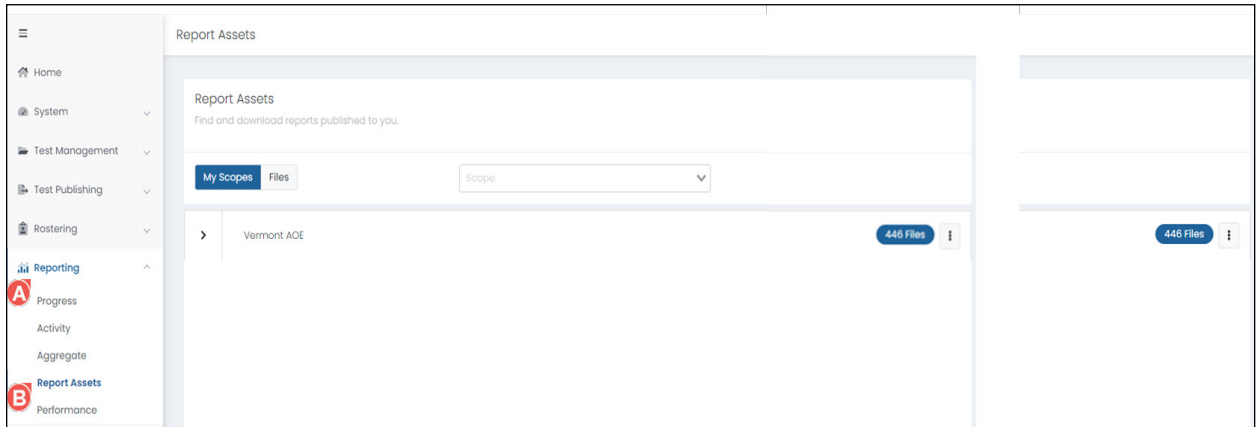 Report Assets
Home
System
Test Management
Test Publishing
Rostering
Reporting
A
Progress
Activity
Aggregate
Report Assets
B
Performance
Report Assets
Find and download reports published to you.
My Scopes Files Scope
Vermont AOE 446 Files 446 Files